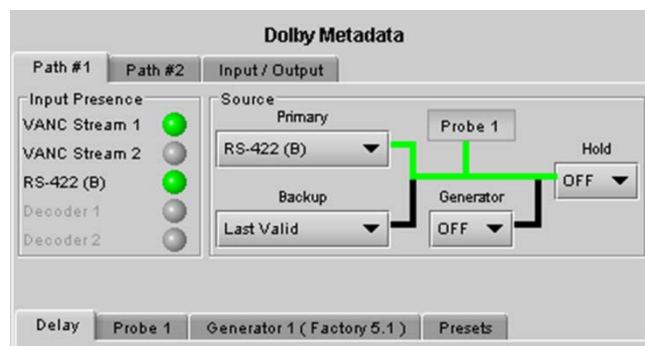 Dolby Metadata
Path #1 Path #2 Input / Output
Input Presence
VANC Stream 1
VANC Stream 2
RS-422 (B)
Decoder 1
Decoder 2
Source
Primary
RS-422 (B)
Backup
Last Valid
Probe 1
Generator
OFF
Hold
OFF
Delay Probe 1 Generator 1 ( Factory 5.1 ) Presets